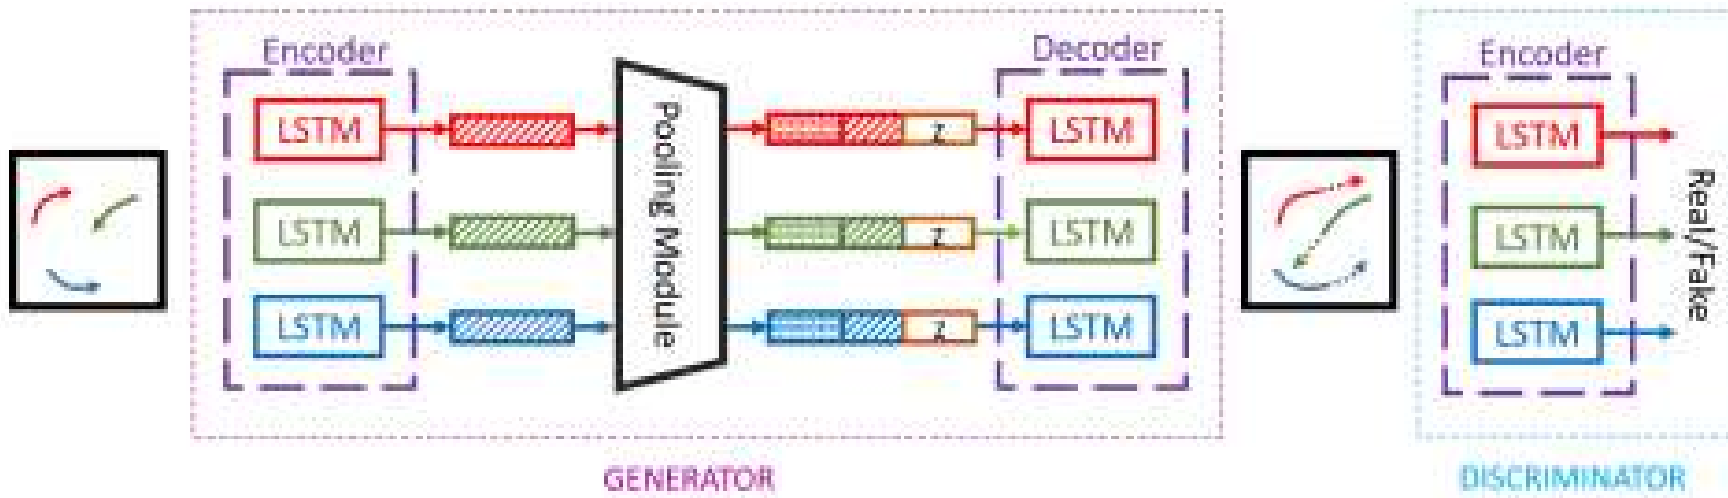 Encoder
Decoder
Encoder
LSTM
z
LSTM
LSTM
LSTM
z
LSTM
LSTM
LSTM
z
LSTM
LSTM
Pooling Module
Real/Fake
GENERATOR
DISCRIMINATOR